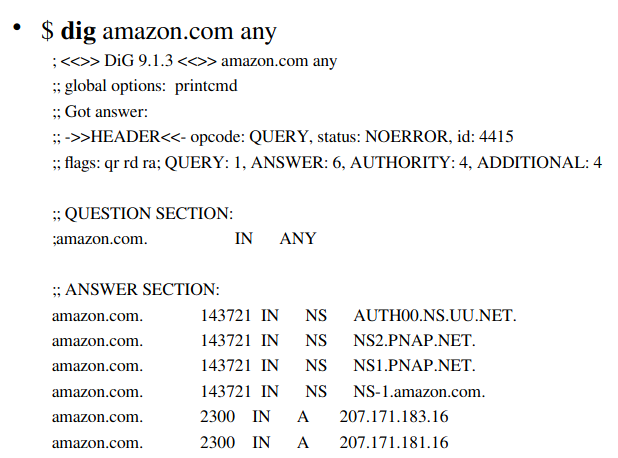 • $ dig amazon.com any
; <<>> DiG 9.1.3 <<>> amazon.com any
;; global options: printcmd
;; Got answer:
;; ->>HEADER<<- opcode: QUERY, status: NOERROR, id: 4415
;; flags: qr rd ra; QUERY: 1, ANSWER: 6, AUTHORITY: 4, ADDITIONAL: 4
;; QUESTION SECTION:
;amazon.com. IN ANY
;; ANSWER SECTION:
amazon.com. 143721 IN NS AUTH00.NS.UU.NET.
amazon.com. 143721 IN NS NS2.PNAP.NET.
amazon.com. 143721 IN NS NS1.PNAP.NET.
amazon.com. 143721 IN NS NS-1.amazon.com.
amazon.com. 2300 IN A 207.171.183.16
amazon.com. 2300 IN A 207.171.181.16